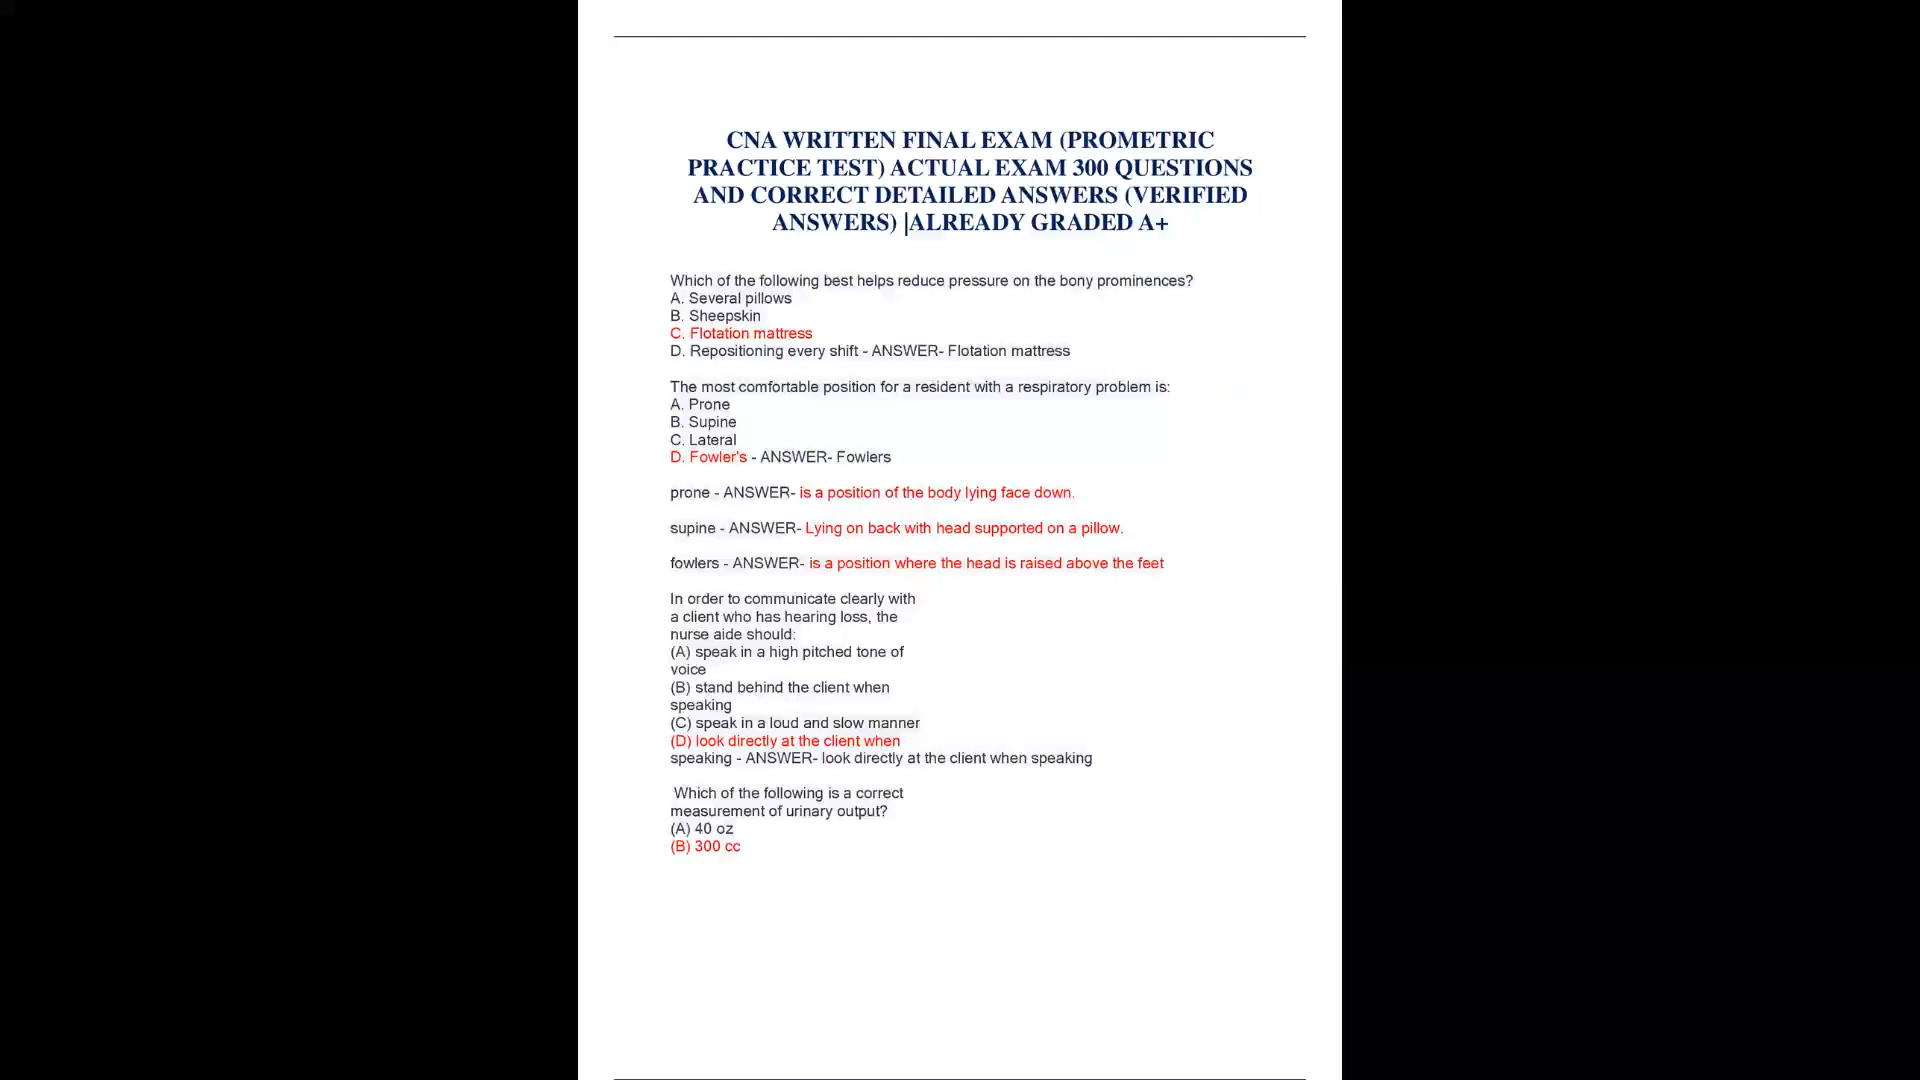 CNA WRITTEN FINAL EXAM (PROMETRIC
PRACTICE TEST) ACTUAL EXAM 300 QUESTIONS
AND CORRECT DETAILED ANSWERS (VERIFIED
ANSWERS) |ALREADY GRADED A+
Which of the following best helps reduce pressure on the bony prominences?
A. Several pillows
B. Sheepskin
C. Flotation mattress
D. Repositioning every shift - ANSWER- Flotation mattress
The most comfortable position for a resident with a respiratory problem is:
A. Prone
B. Supine
C. Lateral
D. Fowler's - ANSWER- Fowlers
prone - ANSWER- is a position of the body lying face down.
supine - ANSWER- Lying on back with head supported on a pillow.
fowlers - ANSWER- is a position where the head is raised above the feet
In order to communicate clearly with
a client who has hearing loss, the
nurse aide should:
(A) speak in a high pitched tone of
voice
(B) stand behind the client when
speaking
(C) speak in a loud and slow manner
(D) look directly at the client when
speaking - ANSWER- look directly at the client when speaking
Which of the following is a correct
measurement of urinary output?
(A) 40 oz
(B) 300 cc